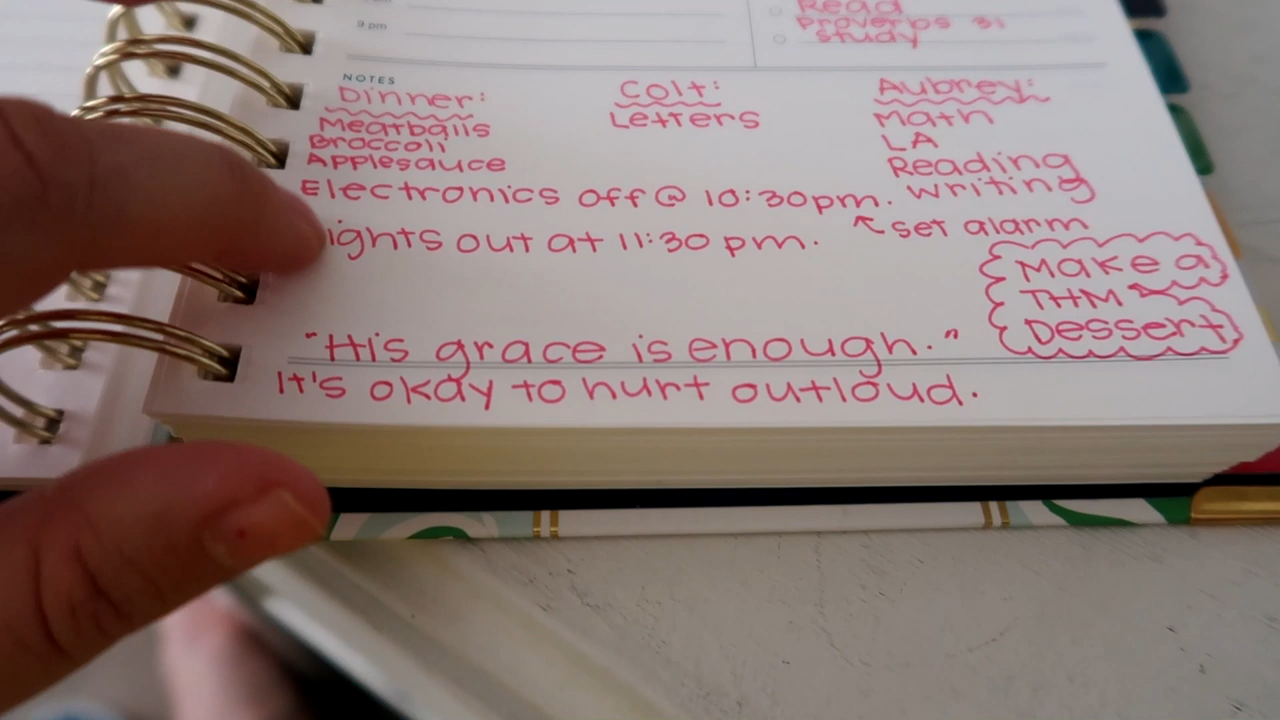 9 pm
Read
Proverbs 31
Study
NOTES
Dinner:
Meatballs
Broccoli
Applesauce
Colt:
Letters
Aubrey:
Math
LA
Reading
Writing
Electronics off @ 10:30pm.
↖set alarm
ights out at 11:30 pm.
Make a
THM
Dessert
"His grace is enough."
It's okay to hurt outloud.